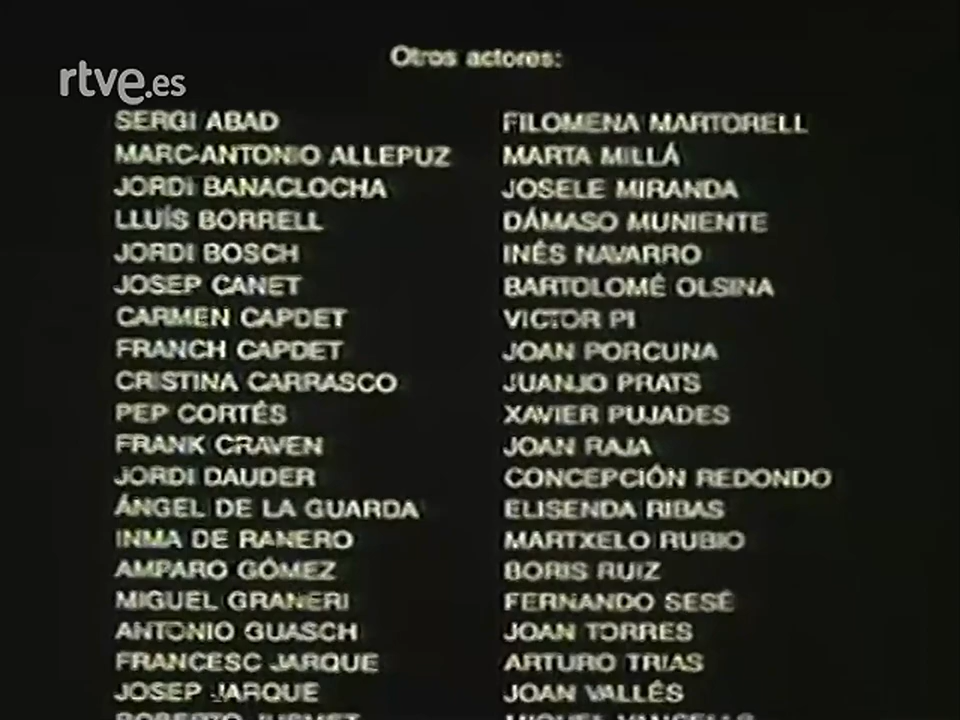 Otros actores:
rtve.es
SERGI ABAD
MARC-ANTONIO ALLEPUZ
JORDI BANACLOCHA
LLUÍS BORRELL
JORDI BOSCH
JOSEP CANET
CARMEN CAPDET
FRANCH CAPDET
CRISTINA CARRASCO
PEP CORTÉS
FRANK CRAVEN
JORDI DAUDER
ÁNGEL DE LA GUARDA
INMA DE RANERO
AMPARO GÓMEZ
MIGUEL GRANERI
ANTONIO GUASCH
FRANCESC JARQUE
JOSEP JARQUE
ROBERTO
FILOMENA MARTORELL
MARTA MILLÁ
JOSELE MIRANDA
DÁMASO MUNIENTE
INÉS NAVARRO
BARTOLOMÉ OLSINA
VICTOR PI
JOAN PORCUNA
JUANJO PRATS
XAVIER PUJADES
JOAN RAJA
CONCEPCIÓN REDONDO
ELISENDA RIBAS
MARTXELO RUBIO
BORIS RUIZ
FERNANDO SESÉ
JOAN TORRES
ARTURO TRIAS
JOAN VALLÉS
MIQUEL